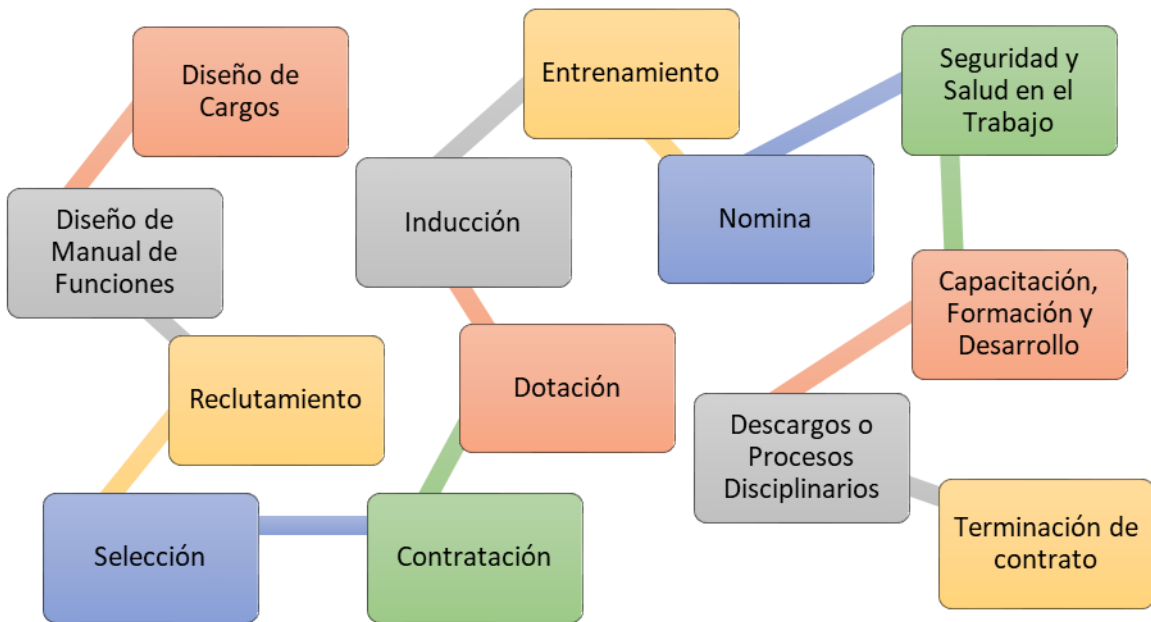 Diseño de
Cargos
Diseño de
Manual de
Funciones
Reclutamiento
Selección
Contratación
Dotación
Inducción
Entrenamiento
Nomina
Seguridad y
Salud en el
Trabajo
Capacitación,
Formación y
Desarrollo
Descargos o
Procesos
Disciplinarios
Terminación de
contrato